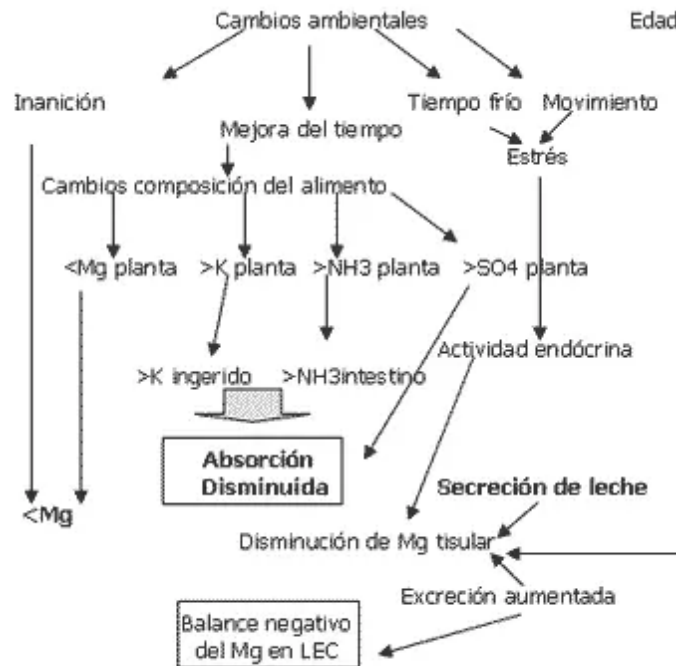 Cambios ambientales
Edad
Inanición
Tiempo frío
Movimiento
Mejora del tiempo
Estrés
Cambios composición del alimento
<Mg planta
>K planta
>NH3 planta
>SO4 planta
Actividad endócrina
>K ingerido
>NH3intestino
Absorción
Disminuida
Secreción de leche
<Mg
Disminución de Mg tisular
Excreción aumentada
Balance negativo
del Mg en LEC